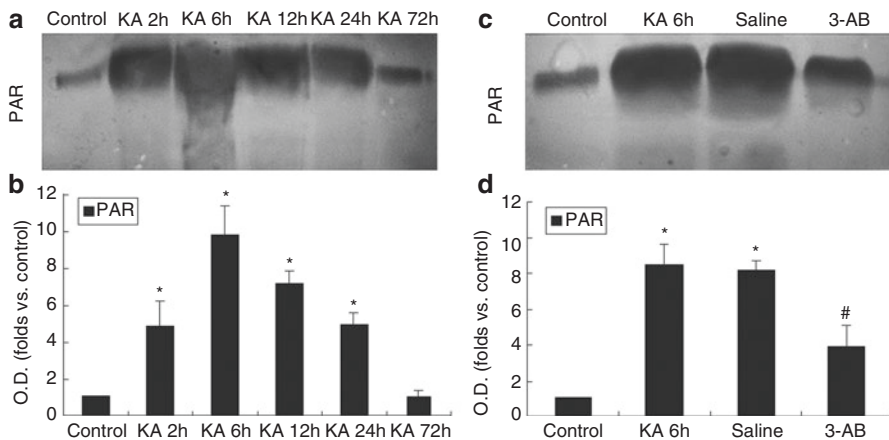 a
Control KA 2h KA 6h KA 12h KA 24h KA 72h
PAR
b
12
10
8
6
4
2
0
O.D. (folds vs. control)
PAR
*
*
*
*
Control KA 2h KA 6h KA 12h KA 24h KA 72h
c
Control KA 6h Saline 3-AB
PAR
d
12
10
8
6
4
2
0
O.D. (folds vs. control)
PAR
*
*
#
Control KA 6h Saline 3-AB